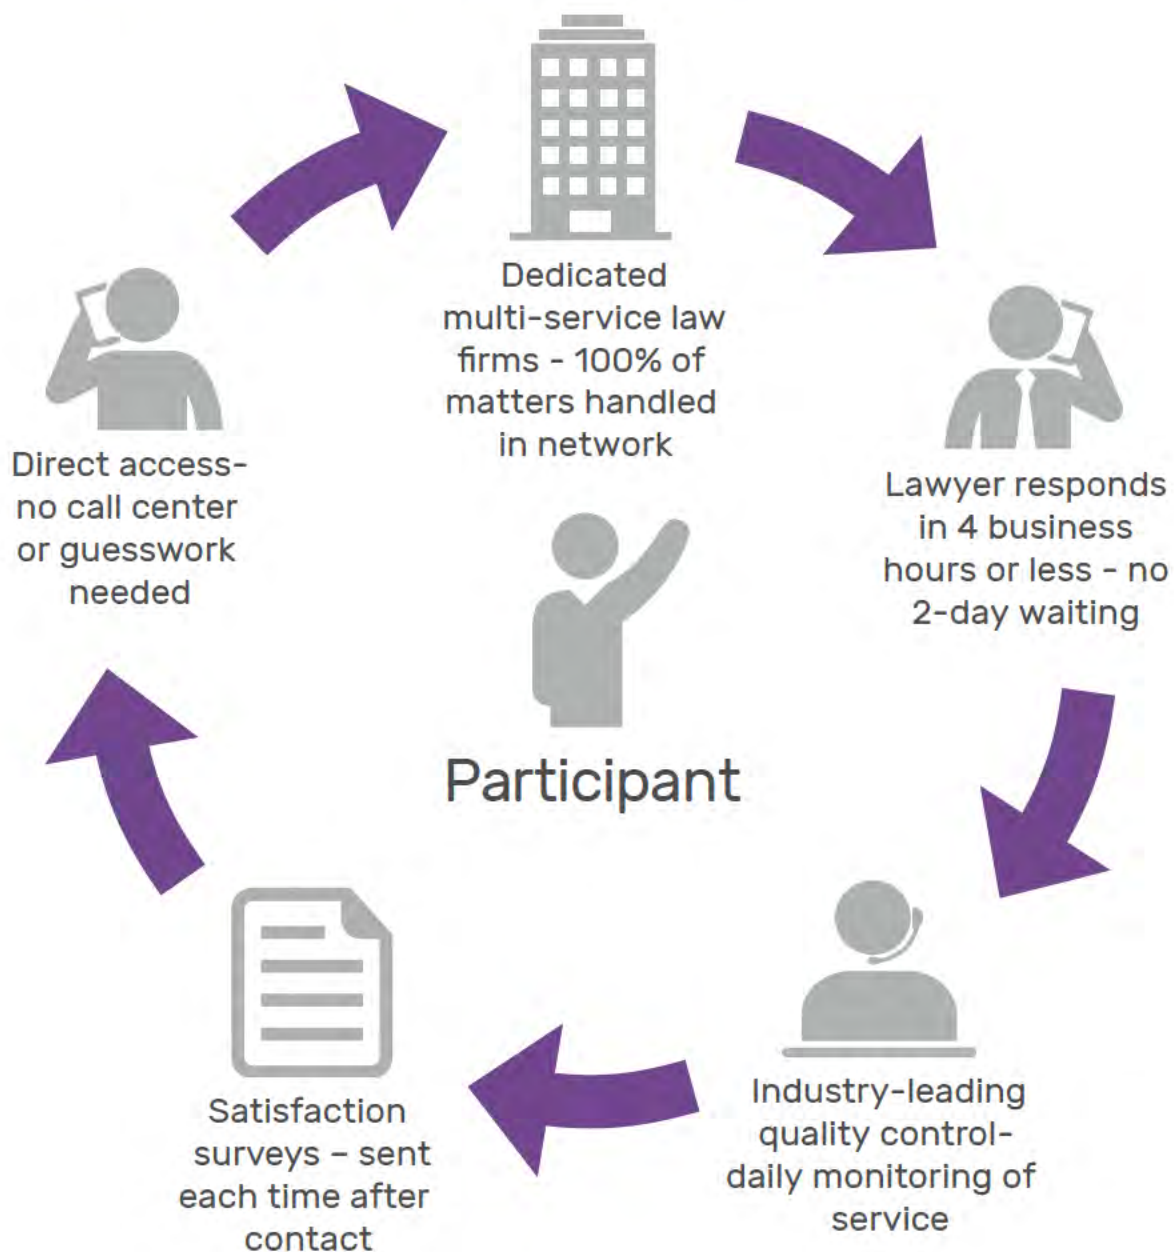 Dedicated
multi-service law
firms - 100% of
matters handled
in network
Lawyer responds
in 4 business
hours or less - no
2-day waiting
Industry-leading
quality control-
daily monitoring of
service
Satisfaction
surveys – sent
each time after
contact
Direct access-
no call center
or guesswork
needed
Participant